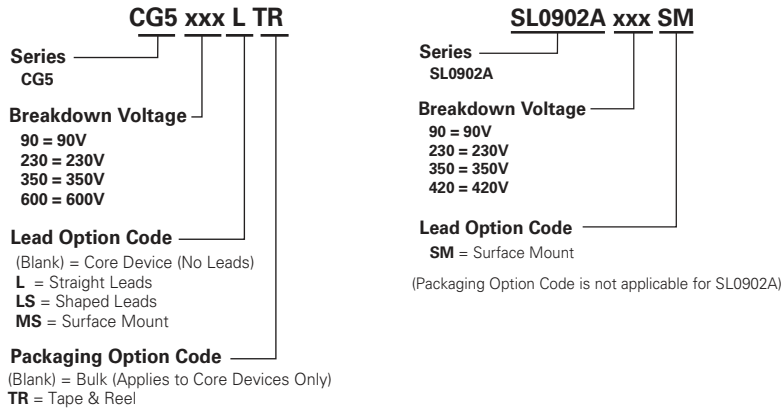 CG5 xxx L TR
Series
CG5
Breakdown Voltage
90 = 90V
230 = 230V
350 = 350V
600 = 600V
Lead Option Code
(Blank) = Core Device (No Leads)
L = Straight Leads
LS = Shaped Leads
MS = Surface Mount
Packaging Option Code
(Blank) = Bulk (Applies to Core Devices Only)
TR = Tape & Reel
SL0902A xxx SM
Series
SL0902A
Breakdown Voltage
90 = 90V
230 = 230V
350 = 350V
420 = 420V
Lead Option Code
SM = Surface Mount
(Packaging Option Code is not applicable for SL0902A)